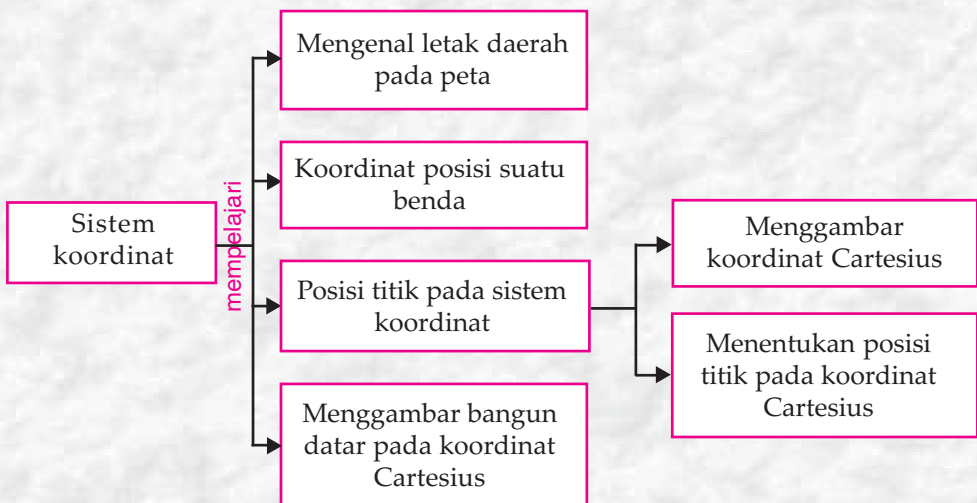 Sistem
koordinat
mempelajari
Mengenal letak daerah
pada peta
Koordinat posisi suatu
benda
Posisi titik pada sistem
koordinat
Menggambar bangun
datar pada koordinat
Cartesius
Menggambar
koordinat Cartesius
Menentukan posisi
titik pada koordinat
Cartesius